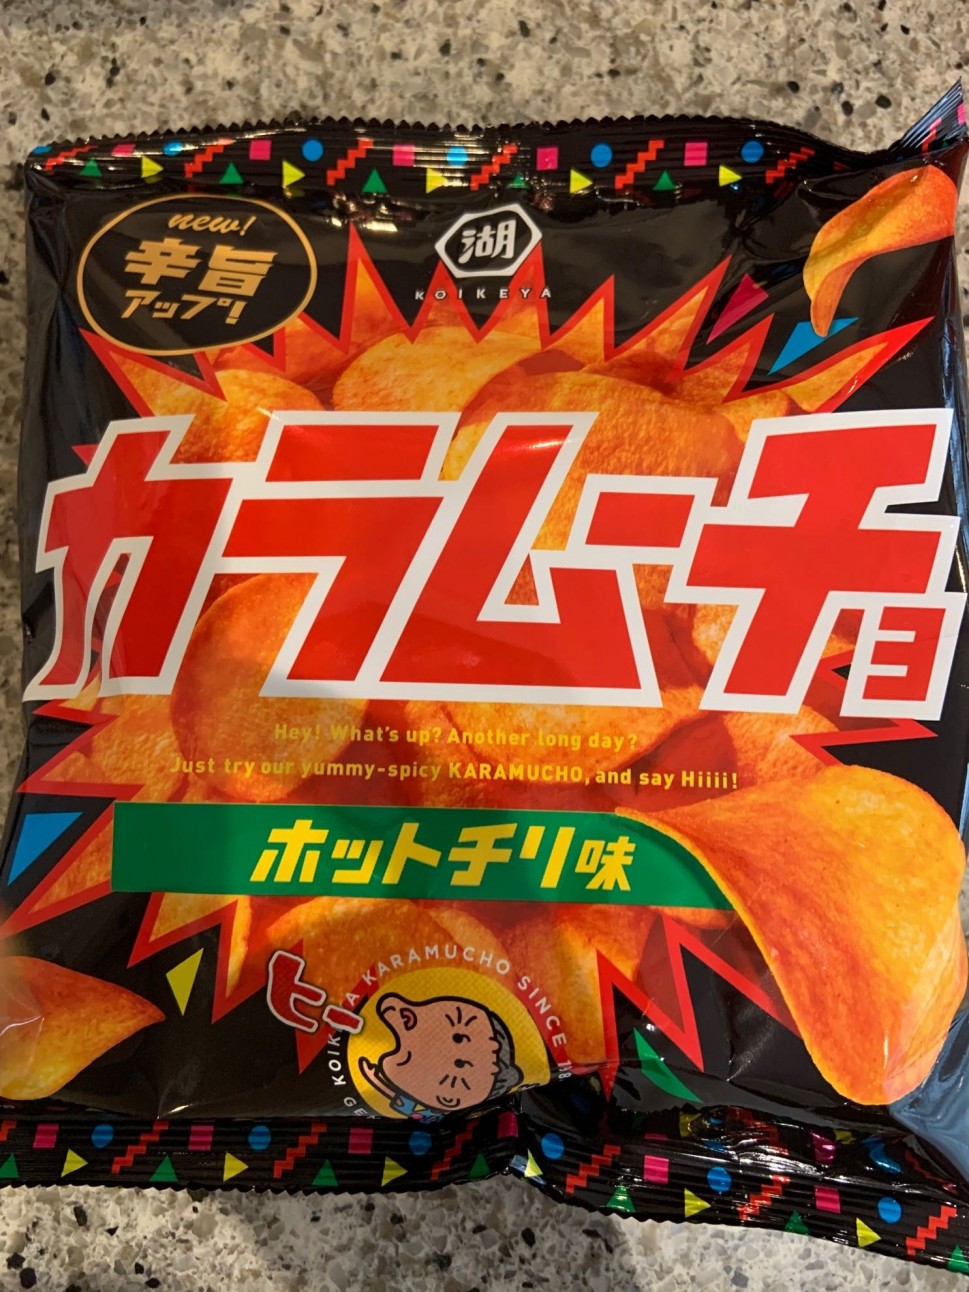 new!
辛旨
アップ!
湖
KOIKEYA
カラムーチョ
Hey! What's up? Another long day?
Just try our yummy-spicy KARAMUCHO, and say Hiiii!
ホットチリ味
ヒー
KARAMUCHO SINCE